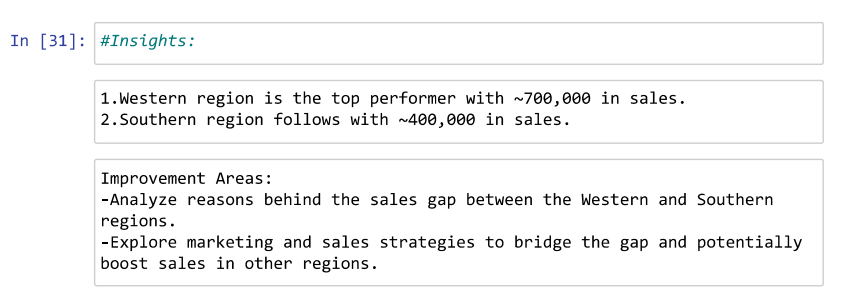 In [31]: #Insights:
1.Western region is the top performer with ~700,000 in sales.
2.Southern region follows with ~400,000 in sales.
Improvement Areas:
-Analyze reasons behind the sales gap between the Western and Southern
regions.
-Explore marketing and sales strategies to bridge the gap and potentially
boost sales in other regions.